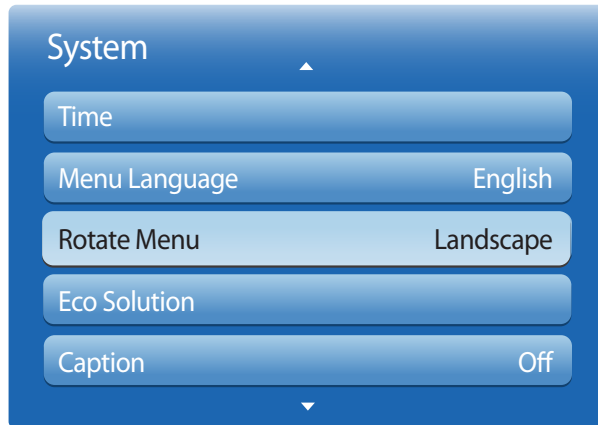 System
Time
Menu Language English
Rotate Menu Landscape
Eco Solution
Caption Off